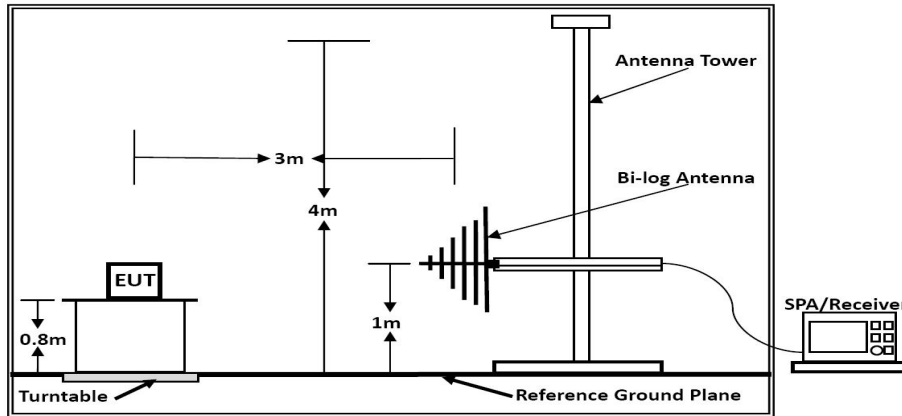 Antenna Tower
3m
Bi-log Antenna
4m
EUT
1m
0.8m
SPA/Receiver
Turntable
Reference Ground Plane